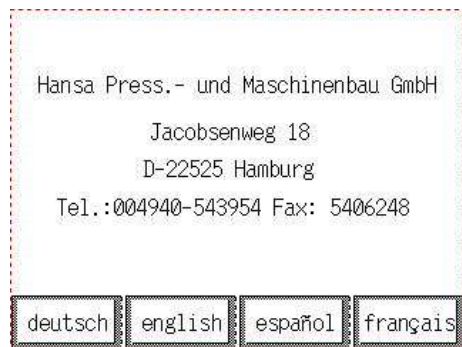 Hansa Press.- und Maschinenbau GmbH
Jacobsenweg 18
D-22525 Hamburg
Tel.:004940-543954 Fax: 5406248
deutsch english español français